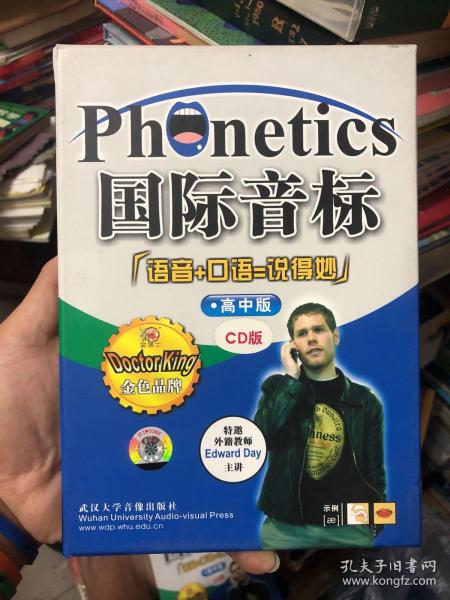 Phonetics
国际音标
「语音+口语=说得妙」
•高中版
CD版
金博士
Doctor King
金色品牌
特邀
外籍教师
Edward Day
主讲
武汉大学音像出版社
Wuhan University Audio-visual Press
www.wdp.whu.edu.cn
示例
[æ]
孔夫子旧书网
www.kongfz.com